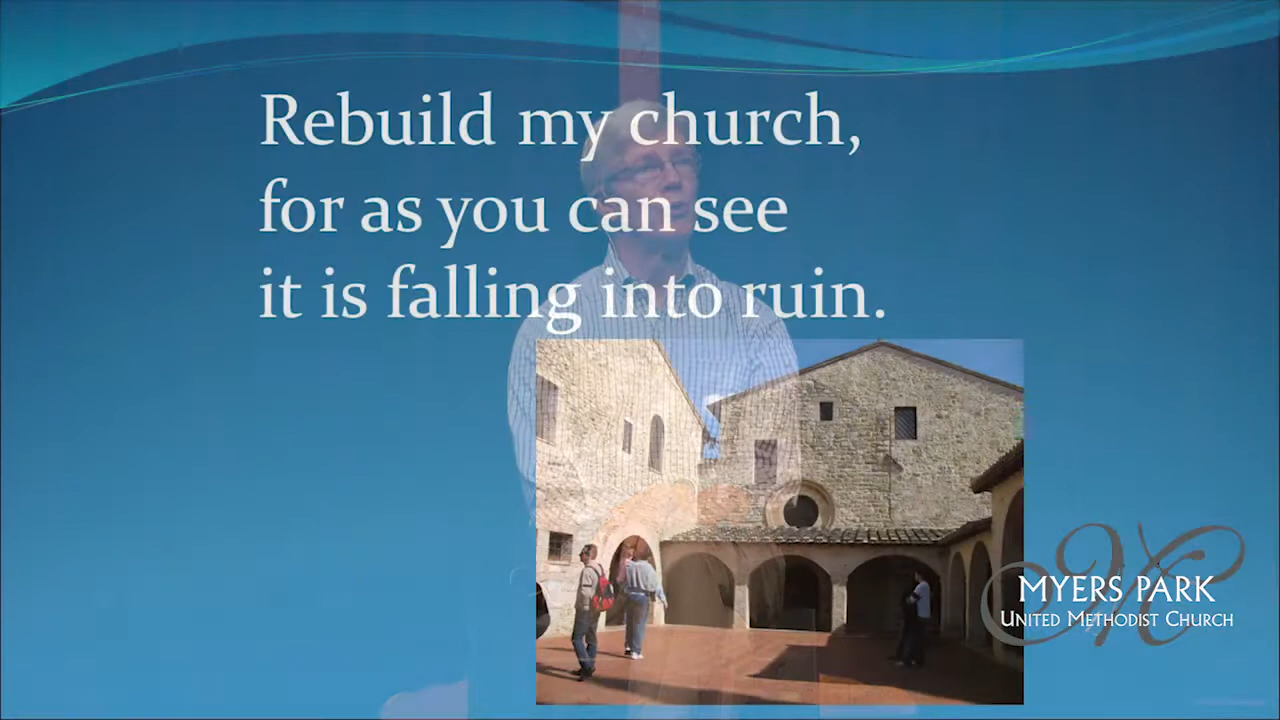 Rebuild my church,
for as you can see
it is falling into ruin.
MYERS PARK
UNITED METHODIST CHURCH